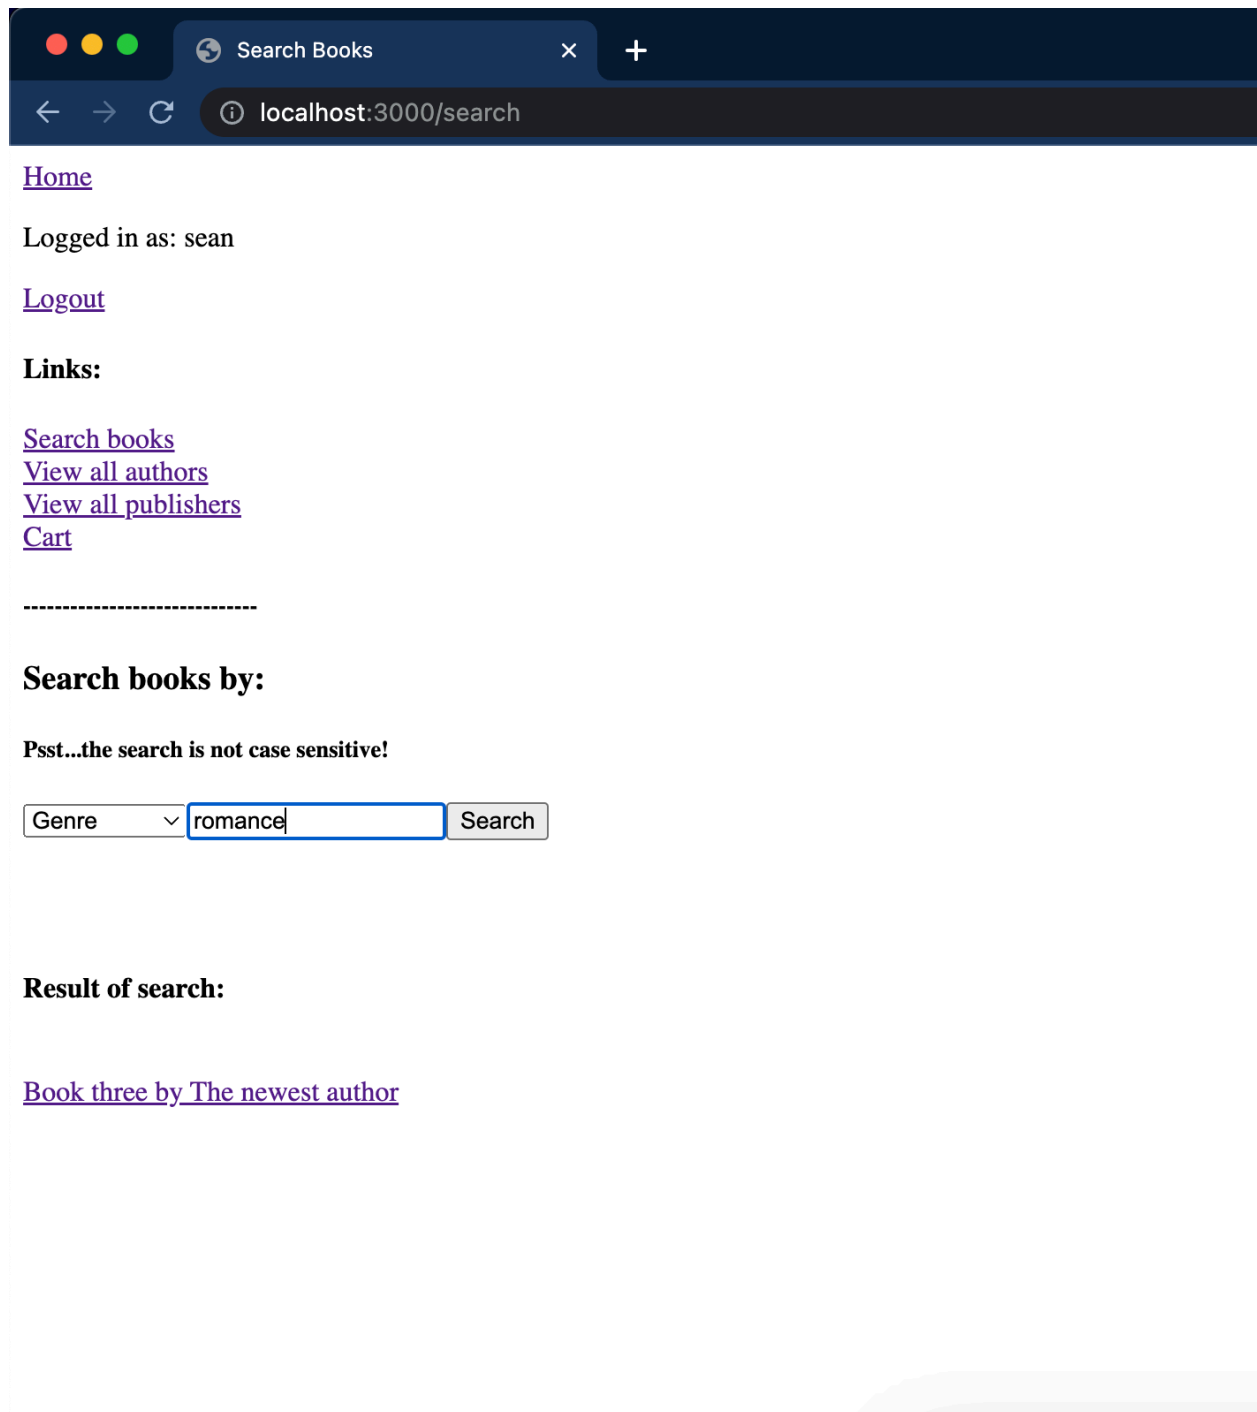 Search Books
localhost:3000/search
Home
Logged in as: sean
Logout
Links:
Search books
View all authors
View all publishers
Cart
------------------------------
Search books by:
Psst...the search is not case sensitive!
Genre romance Search
Result of search:
Book three by The newest author